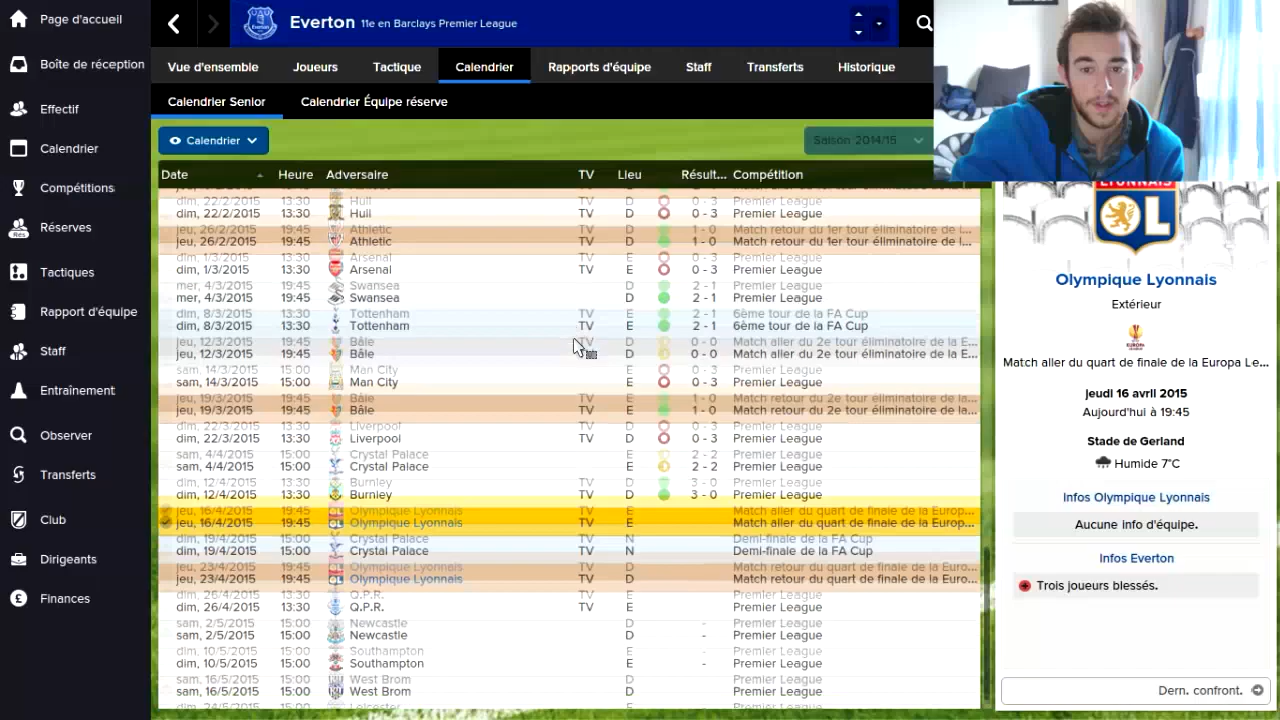 Page d'accueil
Boîte de réception
Effectif
Calendrier
Compétitions
Réserves
Tactiques
Rapport d'équipe
Staff
Entraînement
Observer
Transferts
Club
Dirigeants
Finances
Everton 11e en Barclays Premier League
Vue d'ensemble Joueurs Tactique Calendrier Rapports d'équipe Staff Transferts Historique
Calendrier Senior Calendrier Équipe réserve
Calendrier Saison 2014/15
Date Heure Adversaire TV Lieu Résult... Compétition
dim, 22/2/2015 13:30 Hull TV D 0 - 3 Premier League
jeu, 26/2/2015 19:45 Athletic TV D 1 - 0 Match retour du 1er tour éliminatoire de l...
dim, 1/3/2015 13:30 Arsenal TV E 0 - 3 Premier League
mer, 4/3/2015 19:45 Swansea D 2 - 1 Premier League
dim, 8/3/2015 13:30 Tottenham TV E 2 - 1 6ème tour de la FA Cup
jeu, 12/3/2015 19:45 Bâle TV D 0 - 0 Match aller du 2e tour éliminatoire de la E...
sam, 14/3/2015 15:00 Man City E 0 - 3 Premier League
jeu, 19/3/2015 19:45 Bâle TV E 1 - 0 Match retour du 2e tour éliminatoire de la...
dim, 22/3/2015 13:30 Liverpool TV D 0 - 3 Premier League
sam, 4/4/2015 15:00 Crystal Palace E 2 - 2 Premier League
dim, 12/4/2015 13:30 Burnley TV D 3 - 0 Premier League
jeu, 16/4/2015 19:45 Olympique Lyonnais TV E Match aller du quart de finale de la Europ...
dim, 19/4/2015 15:00 Crystal Palace TV N Demi-finale de la FA Cup
jeu, 23/4/2015 19:45 Olympique Lyonnais TV D Match retour du quart de finale de la Euro...
dim, 26/4/2015 13:30 Q.P.R. TV E Premier League
sam, 2/5/2015 15:00 Newcastle D - Premier League
dim, 10/5/2015 15:00 Southampton E - Premier League
sam, 16/5/2015 15:00 West Brom D Premier League
LYONNAIS
OL
Olympique Lyonnais
Extérieur
Match aller du quart de finale de la Europa Le...
jeudi 16 avril 2015
Aujourd'hui à 19:45
Stade de Gerland
Humide 7°C
Infos Olympique Lyonnais
Aucune info d'équipe.
Infos Everton
Trois joueurs blessés.
Dern. confront.